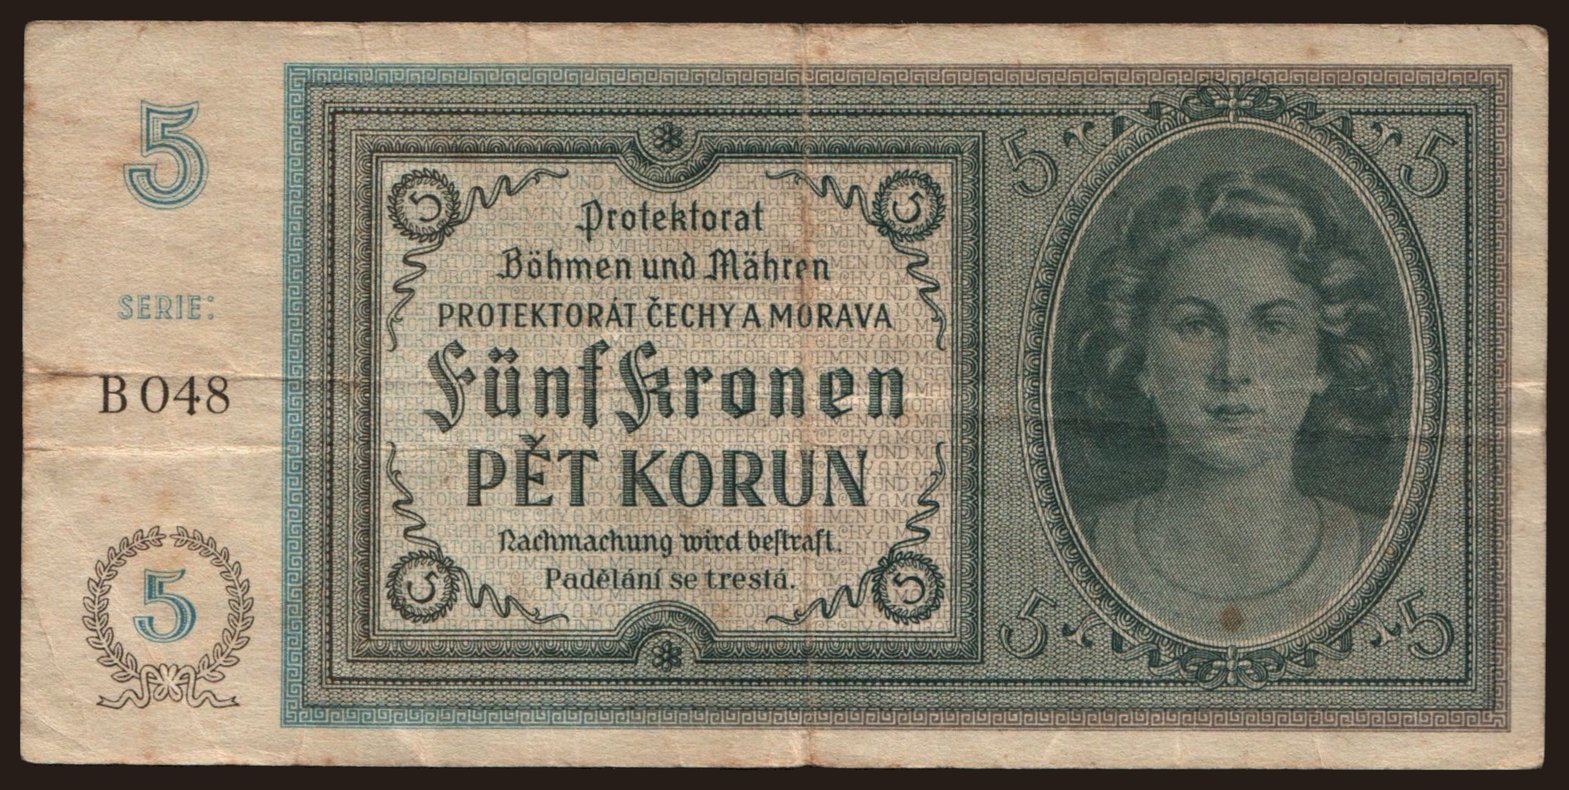 5
SERIE:
B 048
5
5 5
Protektorat
Böhmen und Mähren
PROTEKTORÁT ČECHY A MORAVA
Fünf Kronen
PĚT KORUN
Nachmachung wird bestraft.
Padělání se trestá.
5 5
5 5
5 5